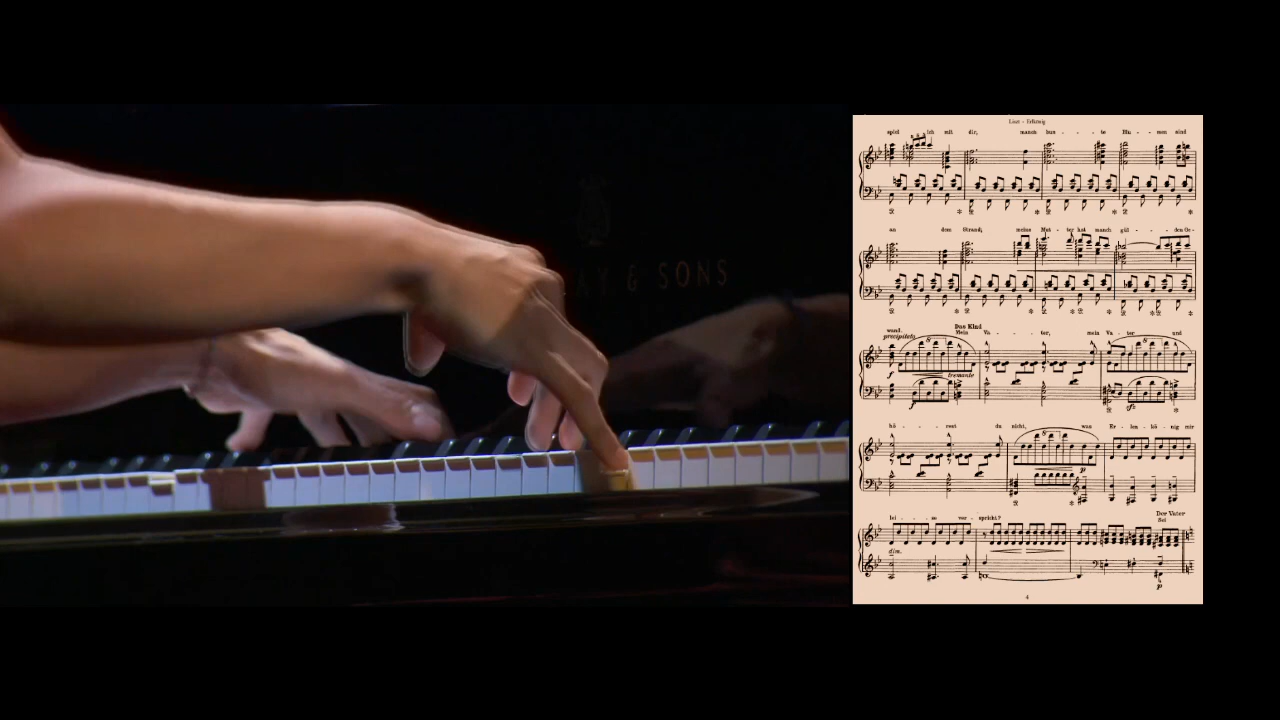 AY & SONS
Liszt - Erlkönig
spiel ich mit dir, manch bun - - te Blu - men sind
an dem Strand, meine Mut - ter hat manch gül - - den Ge-
wand. Das Kind
precipitato Mein Va - - ter, mein Va - ter und
tremante
hö - - rest du nicht, was Er - len - kö - nig mir
p
lei - - se ver - spricht? Der Vater
Sei
dim.
p
4